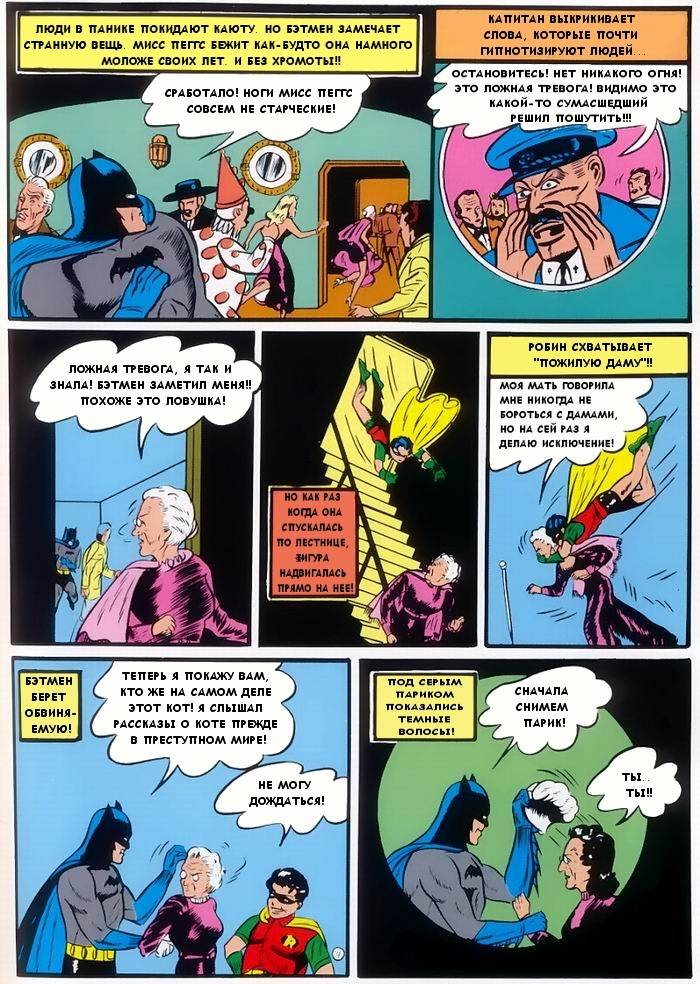 ЛЮДИ В ПАНИКЕ ПОКИДАЮТ КАЮТУ. НО БЭТМЕН ЗАМЕЧАЕТ
СТРАННУЮ ВЕЩЬ. МИСС ПЕГГС БЕЖИТ КАК-БУДТО ОНА НАМНОГО
МОЛОЖЕ СВОИХ ЛЕТ. И БЕЗ ХРОМОТЫ!!
СРАБОТАЛО! НОГИ МИСС ПЕГГС
СОВСЕМ НЕ СТАРЧЕСКИЕ!
КАПИТАН ВЫКРИКИВАЕТ
СЛОВА, КОТОРЫЕ ПОЧТИ
ГИПНОТИЗИРУЮТ ЛЮДЕЙ...
ОСТАНОВИТЕСЬ! НЕТ НИКАКОГО ОГНЯ!
ЭТО ЛОЖНАЯ ТРЕВОГА! ВИДИМО ЭТО
КАКОЙ-ТО СУМАСШЕДШИЙ
РЕШИЛ ПОШУТИТЬ!!!
ЛОЖНАЯ ТРЕВОГА, Я ТАК И
ЗНАЛА! БЭТМЕН ЗАМЕТИЛ МЕНЯ!!
ПОХОЖЕ ЭТО ЛОВУШКА!
НО КАК РАЗ
КОГДА ОНА
СПУСКАЛАСЬ
ПО ЛЕСТНИЦЕ,
ФИГУРА
НАДВИГАЛАСЬ
ПРЯМО НА НЕЕ!
РОБИН СХВАТЫВАЕТ
"ПОЖИЛУЮ ДАМУ"!!
МОЯ МАТЬ ГОВОРИЛА
МНЕ НИКОГДА НЕ
БОРОТЬСЯ С ДАМАМИ,
НО НА СЕЙ РАЗ Я
ДЕЛАЮ ИСКЛЮЧЕНИЕ!
БЭТМЕН
БЕРЕТ
ОБВИНЯ-
ЕМУЮ!
ТЕПЕРЬ Я ПОКАЖУ ВАМ,
КТО ЖЕ НА САМОМ ДЕЛЕ
ЭТОТ КОТ! Я СЛЫШАЛ
РАССКАЗЫ О КОТЕ ПРЕЖДЕ
В ПРЕСТУПНОМ МИРЕ!
НЕ МОГУ
ДОЖДАТЬСЯ!
R
ПОД СЕРЫМ
ПАРИКОМ
ПОКАЗАЛИСЬ
ТЕМНЫЕ
ВОЛОСЫ!
СНАЧАЛА
СНИМЕМ
ПАРИК!
ТЫ..
ТЫ!!